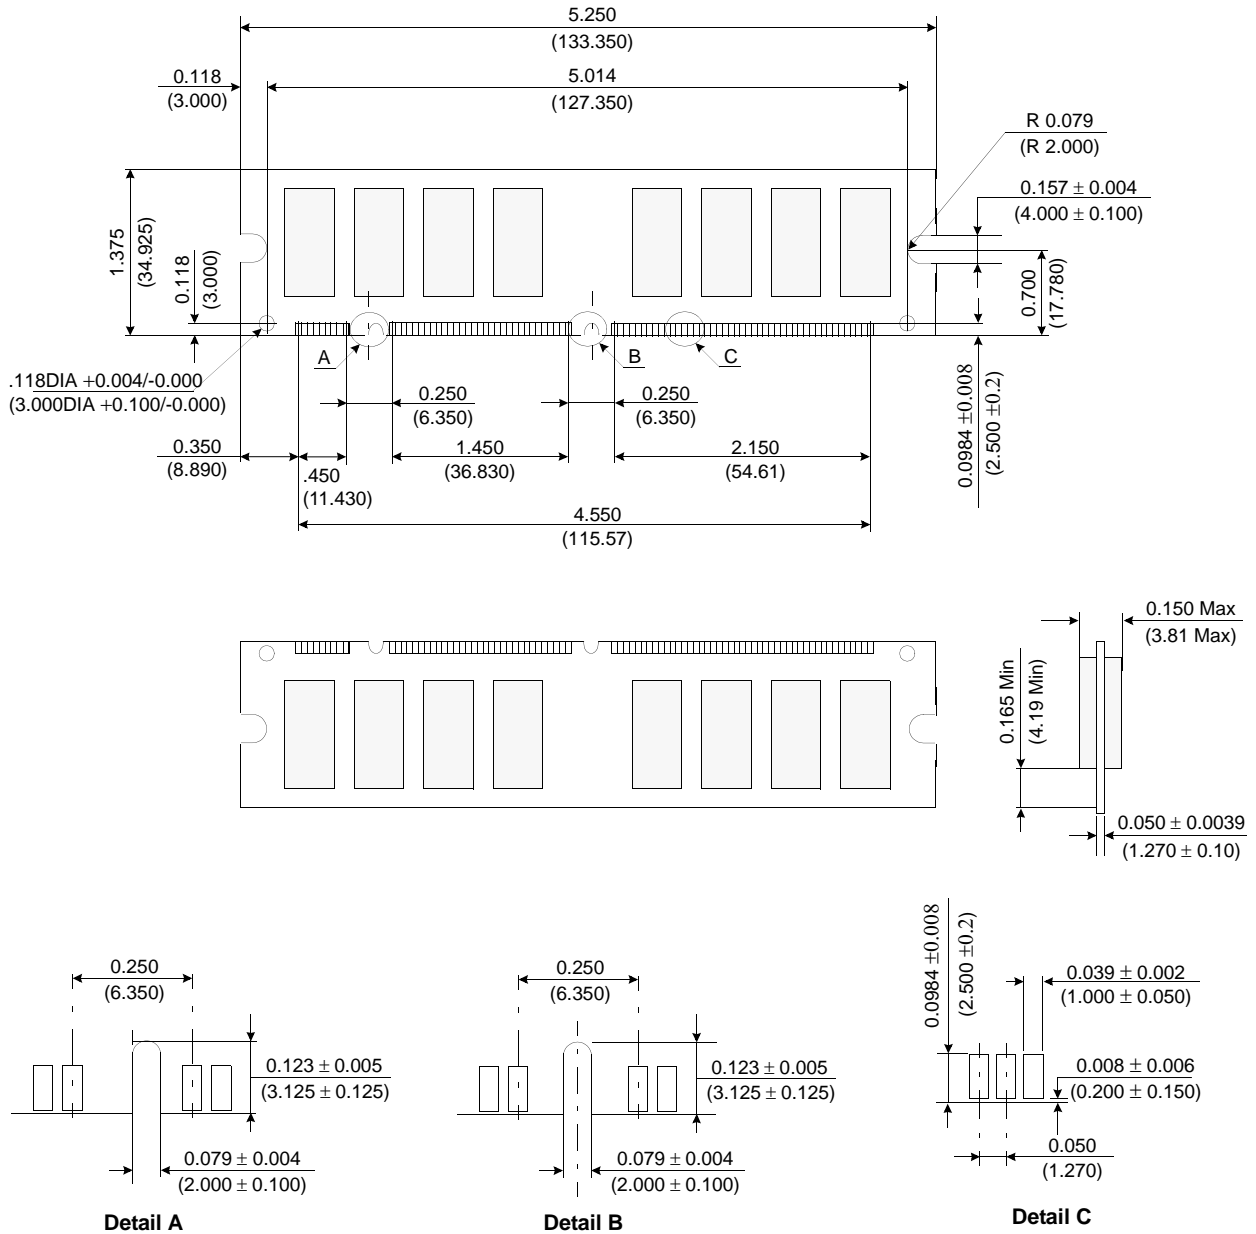 5.250
(133.350)
0.118
(3.000)
5.014
(127.350)
R 0.079
(R 2.000)
0.157 ± 0.004
(4.000 ± 0.100)
1.375
(34.925)
0.118
(3.000)
0.700
(17.780)
A
B
C
.118DIA +0.004/-0.000
(3.000DIA +0.100/-0.000)
0.250
(6.350)
0.250
(6.350)
0.0984 ±0.008
(2.500 ±0.2)
0.350
(8.890)
.450
(11.430)
1.450
(36.830)
2.150
(54.61)
4.550
(115.57)
0.150 Max
(3.81 Max)
0.165 Min
(4.19 Min)
0.050 ± 0.0039
(1.270 ± 0.10)
0.250
(6.350)
0.123 ± 0.005
(3.125 ± 0.125)
0.079 ± 0.004
(2.000 ± 0.100)
Detail A
0.250
(6.350)
0.123 ± 0.005
(3.125 ± 0.125)
0.079 ± 0.004
(2.000 ± 0.100)
Detail B
0.0984 ±0.008
(2.500 ±0.2)
0.039 ± 0.002
(1.000 ± 0.050)
0.008 ± 0.006
(0.200 ± 0.150)
0.050
(1.270)
Detail C